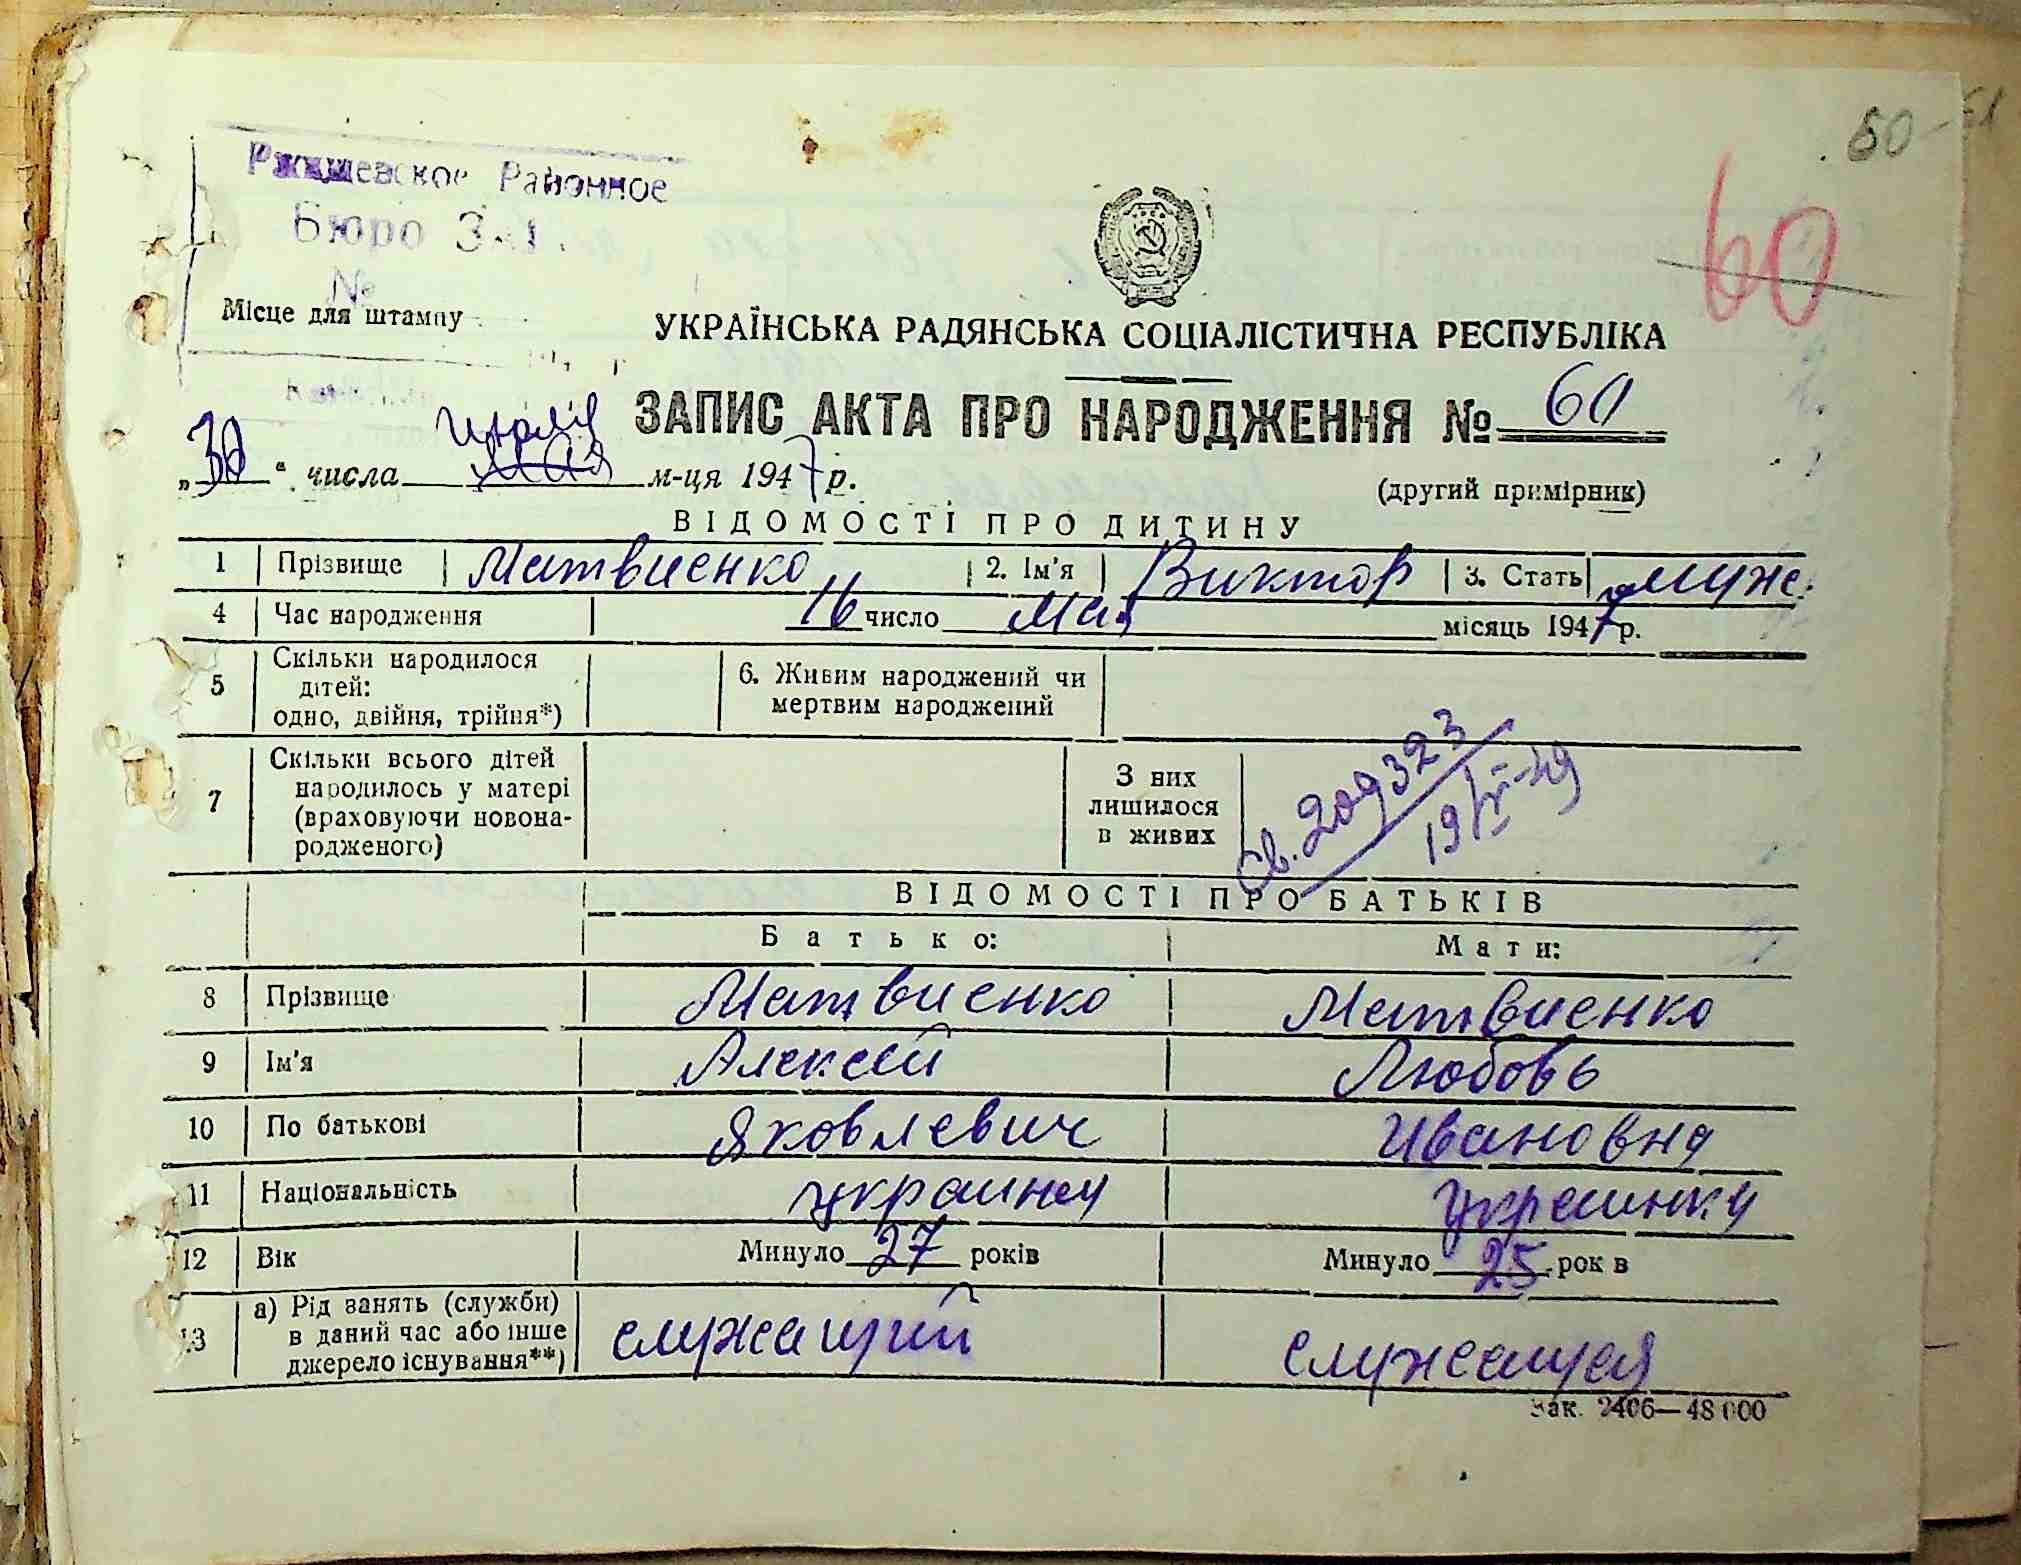 60-61
60
Ржищевское Районное
Бюро З
№
Місце для штампу
УКРАЇНСЬКА РАДЯНСЬКА СОЦІАЛІСТИЧНА РЕСПУБЛІКА
ЗАПИС АКТА ПРО НАРОДЖЕННЯ № 60
июля
„30“ числа мая м-ця 1947 р.
(другий примірник)
ВІДОМОСТІ ПРО ДИТИНУ
1 Прізвище Матвиенко 2. Ім'я Виктор 3. Стать муж.
4 Час народження 16 число мая місяць 1947 р.
5 Скільки народилося дітей: одно, двійня, трійня*) 6. Живим народжений чи мертвим народжений
7 Скільки всього дітей народилось у матері (враховуючи новонародженого) З них лишилося в живих
Св. 209323
19/IX-49
ВІДОМОСТІ ПРО БАТЬКІВ
Батько: Мати:
8 Прізвище Матвиенко Матвиенко
9 Ім'я Алексей Любовь
10 По батькові Яковлевич Ивановна
11 Національність украинец украинка
12 Вік Минуло 27 років Минуло 25 рок в
13 а) Рід занять (служби) в даний час або інше джерело існування**) служащий служащая
Зак. 2406—48 000